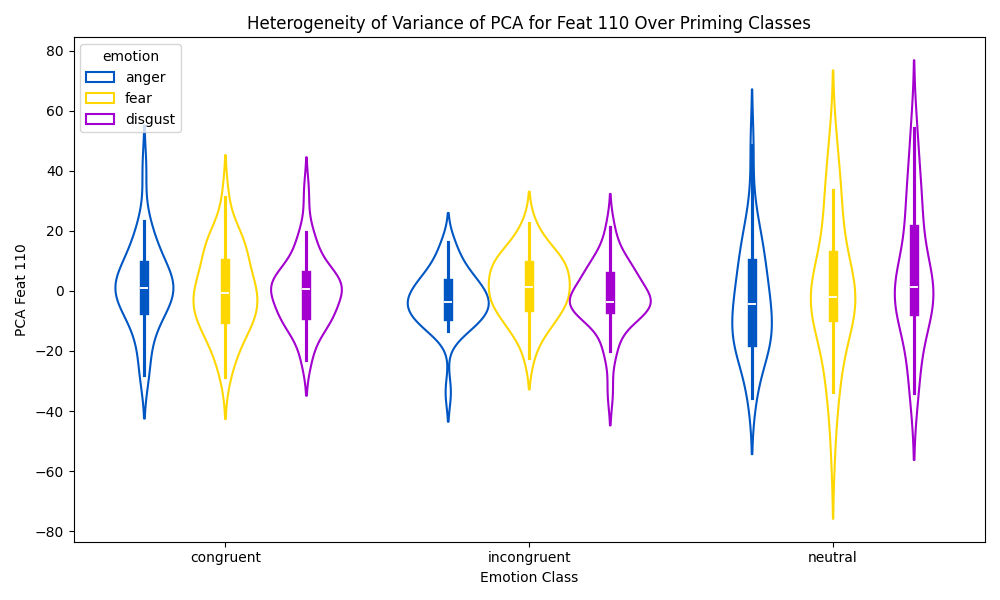 Heterogeneity of Variance of PCA for Feat 110 Over Priming Classes
emotion
anger
fear
disgust
PCA Feat 110
80
60
40
20
0
−20
−40
−60
−80
congruent
incongruent
neutral
Emotion Class